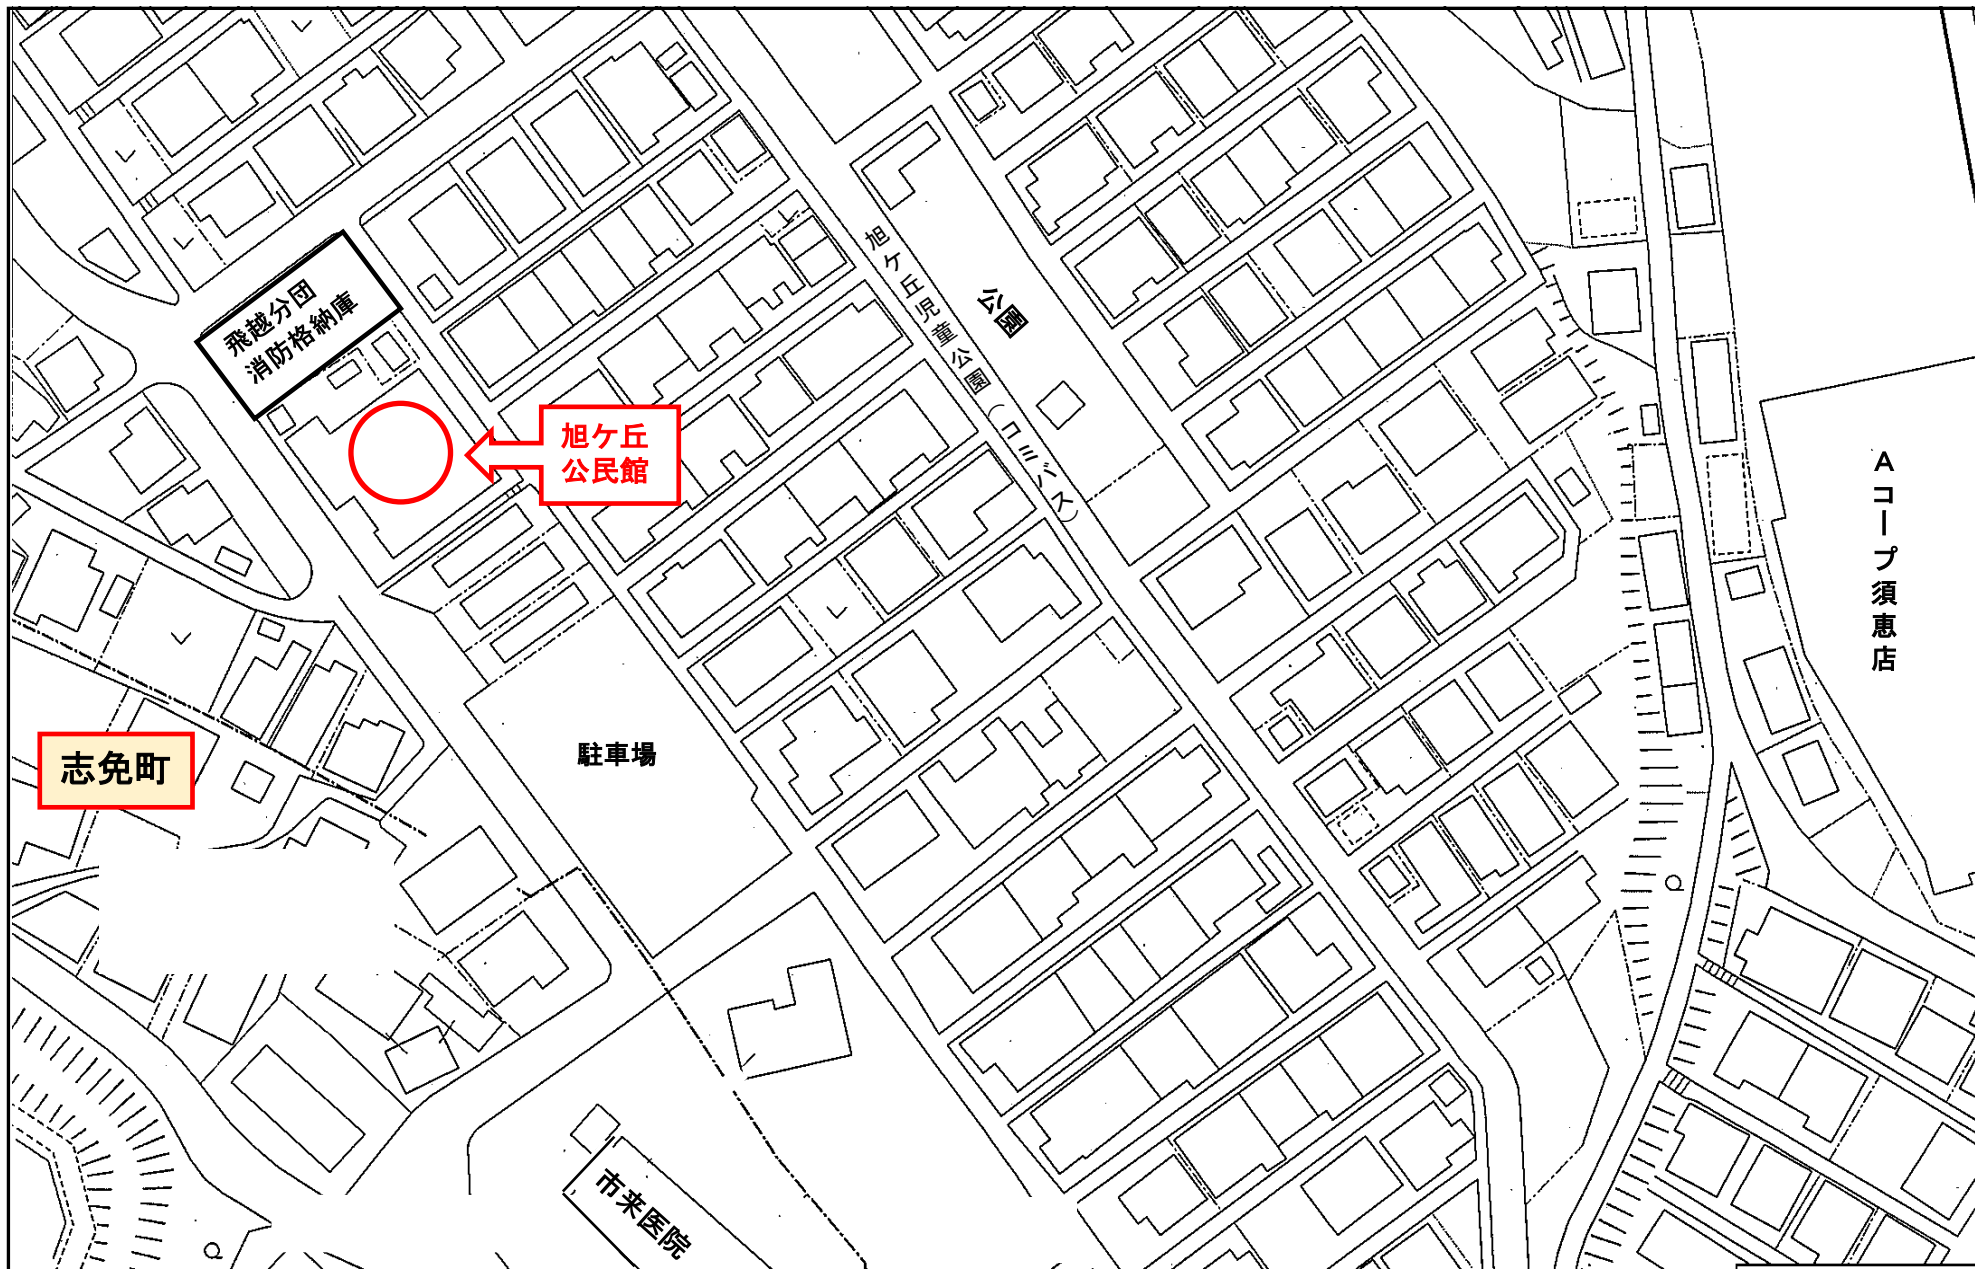 飛越分団
消防格納庫
旭ケ丘
公民館
旭ケ丘児童公園(コミバス)
公園
Aコープ須恵店
志免町
駐車場
市来医院